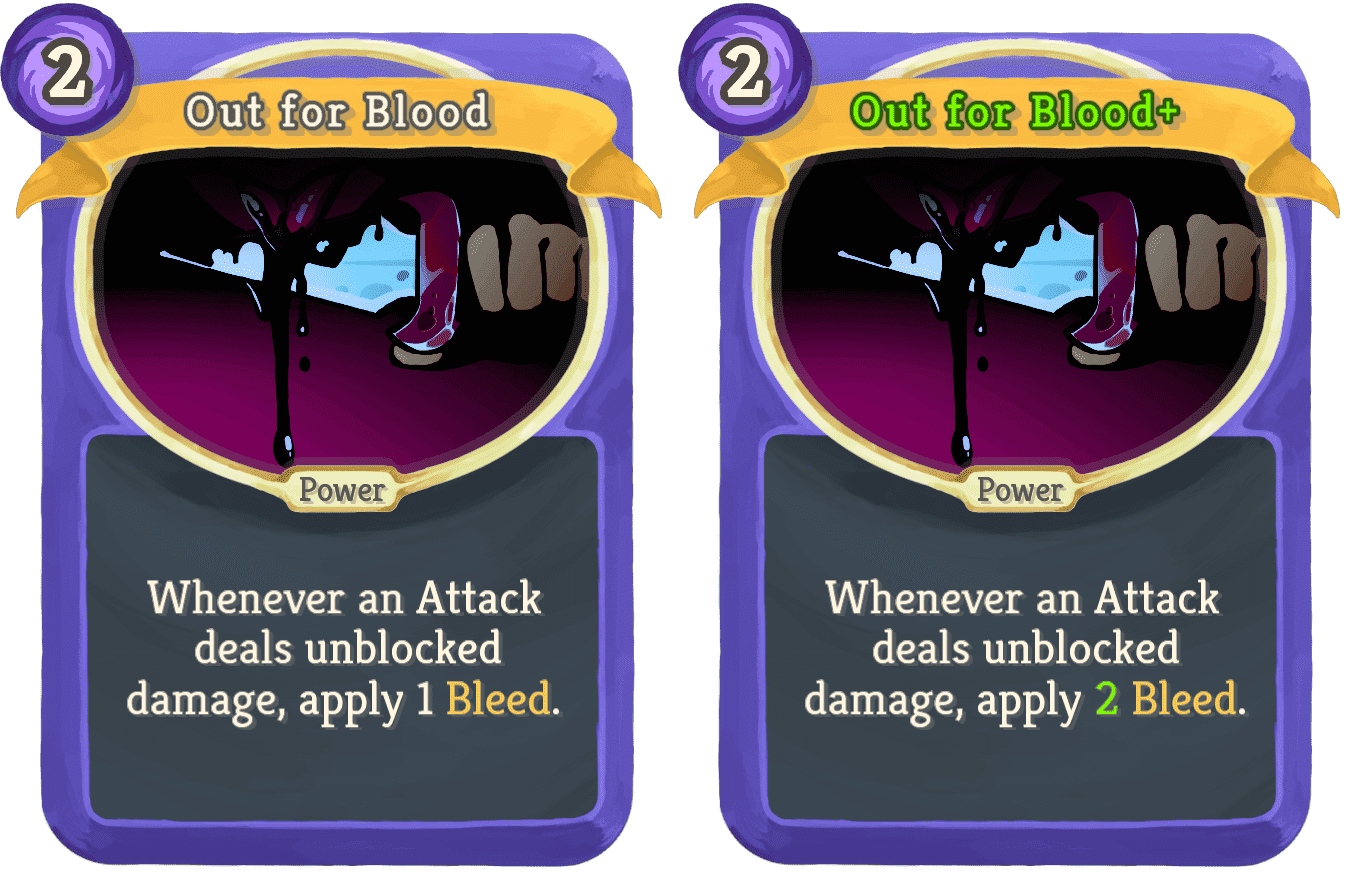 2
Out for Blood
Power
Whenever an Attack
deals unblocked
damage, apply 1 Bleed.
2
Out for Blood+
Power
Whenever an Attack
deals unblocked
damage, apply 2 Bleed.